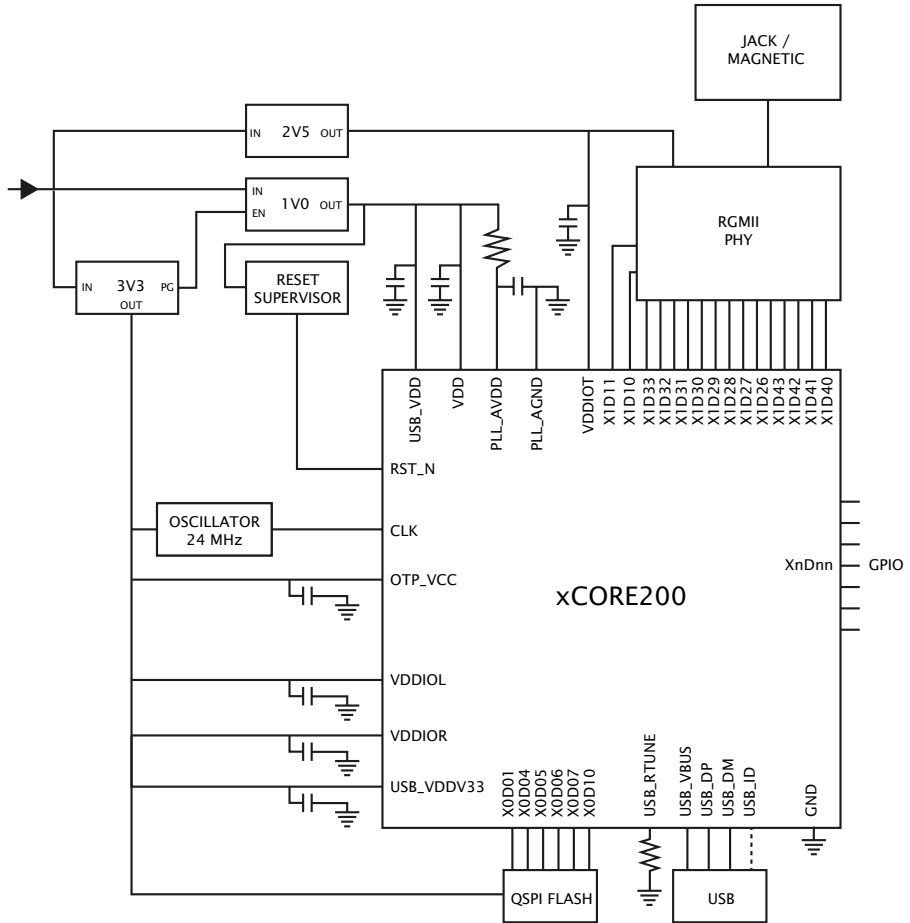 JACK /
MAGNETIC
IN 2V5 OUT
IN
1V0 OUT
EN
RGMII
PHY
IN 3V3 PG
OUT
RESET
SUPERVISOR
USB_VDD
VDD
PLL_AVDD
PLL_AGND
VDDIOT
X1D11
X1D10
X1D33
X1D32
X1D31
X1D30
X1D29
X1D28
X1D27
X1D26
X1D43
X1D42
X1D41
X1D40
RST_N
OSCILLATOR
24 MHz
CLK
XnDnn GPIO
OTP_VCC
xCORE200
VDDIOL
VDDIOR
USB_VDDV33
X0D01
X0D04
X0D05
X0D06
X0D07
X0D10
USB_RTUNE
USB_VBUS
USB_DP
USB_DM
USB_ID
GND
QSPI FLASH
USB